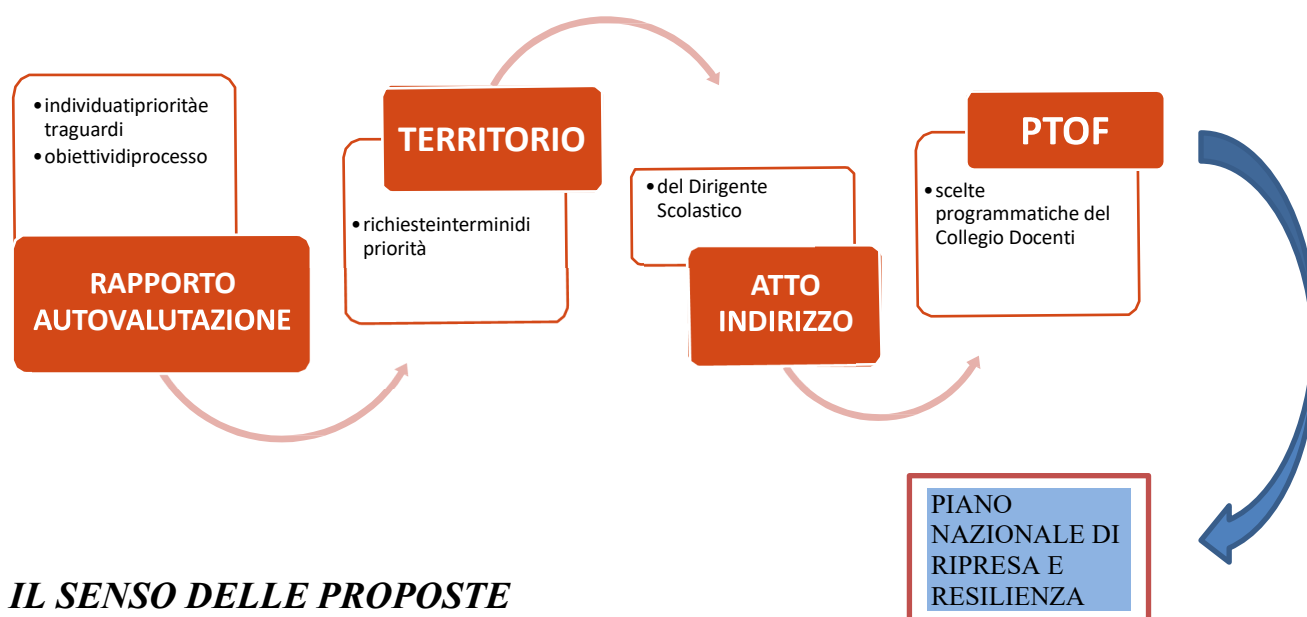 •individatiprioritàe
traguardi
•obiettividiprocesso
RAPPORTO
AUTOVALUTAZIONE
TERRITORIO
•richiesteinterminidi
priorità
•del Dirigente
Scolastico
ATTO
INDIRIZZO
PTOF
•scelte
programmatiche del
Collegio Docenti
PIANO
NAZIONALE DI
RIPRESA E
RESILIENZA
IL SENSO DELLE PROPOSTE